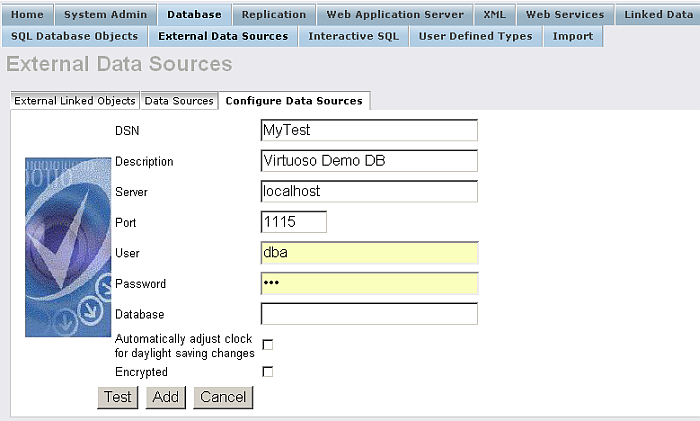 Home System Admin Database Replication Web Application Server XML Web Services Linked Data
SQL Database Objects External Data Sources Interactive SQL User Defined Types Import
External Data Sources
External Linked Objects Data Sources Configure Data Sources
DSN MyTest
Description Virtuoso Demo DB
Server localhost
Port 1115
User dba
Password •••
Database
Automatically adjust clock
for daylight saving changes
Encrypted
Test Add Cancel